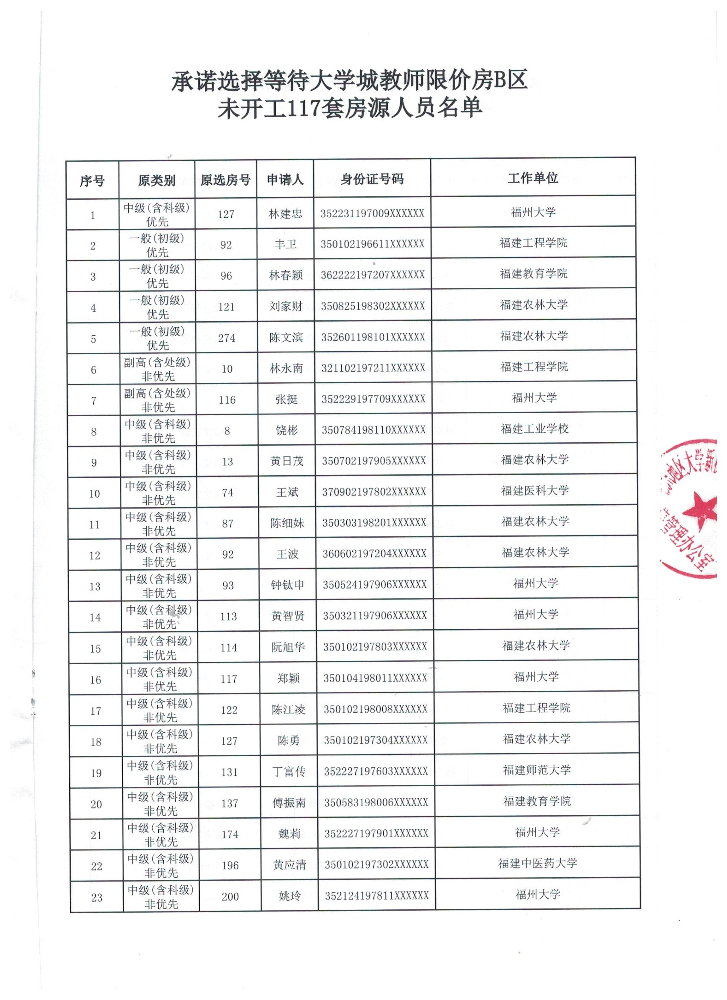 承诺选择等待大学城教师限价房B区
未开工117套房源人员名单
序号 原类别 原选房号 申请人 身份证号码 工作单位
1 中级(含科级)优先 127 林建忠 352231197009XXXXXX 福州大学
2 一般(初级)优先 92 丰卫 350102196611XXXXXX 福建工程学院
3 一般(初级)优先 96 林春颖 362222197207XXXXXX 福建教育学院
4 一般(初级)优先 121 刘家财 350825198302XXXXXX 福建农林大学
5 一般(初级)优先 274 陈文滨 352601198101XXXXXX 福建农林大学
6 副高(含处级)非优先 10 林永南 321102197211XXXXXX 福建工程学院
7 副高(含处级)非优先 116 张挺 352229197709XXXXXX 福州大学
8 中级(含科级)非优先 8 饶彬 350784198110XXXXXX 福建工业学校
9 中级(含科级)非优先 13 黄日茂 350702197905XXXXXX 福建农林大学
10 中级(含科级)非优先 74 王斌 370902197802XXXXXX 福建医科大学
11 中级(含科级)非优先 87 陈细妹 350303198201XXXXXX 福建农林大学
12 中级(含科级)非优先 92 王波 360602197204XXXXXX 福建农林大学
13 中级(含科级)非优先 93 钟钛申 350524197906XXXXXX 福州大学
14 中级(含科级)非优先 113 黄智贤 350321197906XXXXXX 福州大学
15 中级(含科级)非优先 114 阮旭华 350102197803XXXXXX 福建农林大学
16 中级(含科级)非优先 117 郑颖 350104198011XXXXXX 福州大学
17 中级(含科级)非优先 122 陈江凌 350102198008XXXXXX 福建工程学院
18 中级(含科级)非优先 127 陈勇 350102197304XXXXXX 福建农林大学
19 中级(含科级)非优先 131 丁富传 352227197603XXXXXX 福建师范大学
20 中级(含科级)非优先 137 傅振南 350583198006XXXXXX 福建教育学院
21 中级(含科级)非优先 174 魏莉 352227197901XXXXXX 福州大学
22 中级(含科级)非优先 196 黄应清 350102197302XXXXXX 福建中医药大学
23 中级(含科级)非优先 200 姚玲 352124197811XXXXXX 福州大学
地区大学新
管理办公室